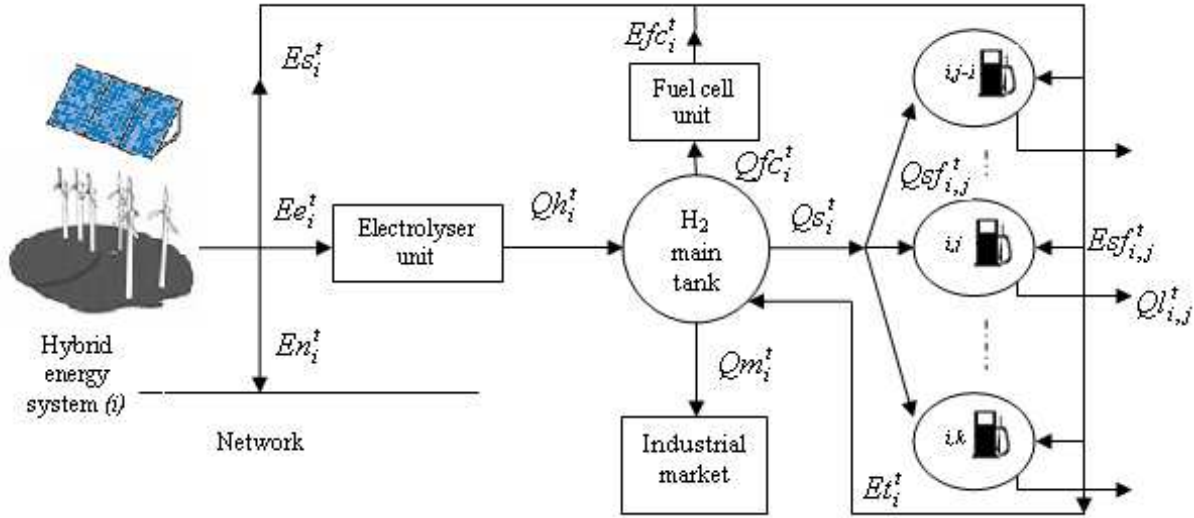 Es_i^t
Efc_i^t
Fuel cell
unit
i,j-i
Qfc_i^t
Qsf_{i,j}^t
Ee_i^t
Electrolyser
unit
Qh_i^t
H₂
main
tank
Qs_i^t
i,j
Esf_{i,j}^t
Ql_{i,j}^t
Hybrid
energy
system (i)
En_i^t
Network
Qm_i^t
Industrial
market
i,k
Et_i^t